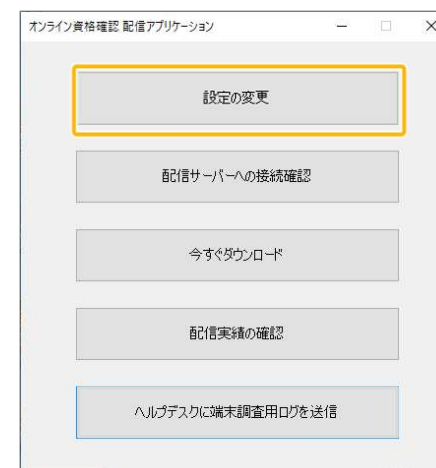 オンライン資格確認 配信アプリケーション
設定の変更
配信サーバーへの接続確認
今すぐダウンロード
配信実績の確認
ヘルプデスクに端末調査用ログを送信